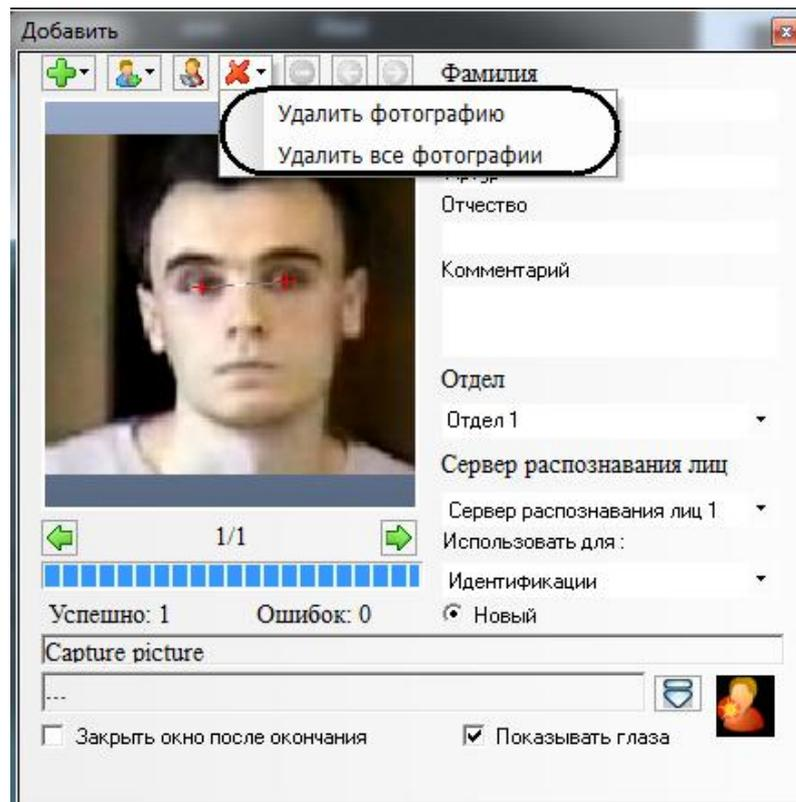 Добавить
Фамилия
Удалить фотографию
Удалить все фотографии
Отчество
Комментарий
Отдел
Отдел 1
Сервер распознавания лиц
1/1
Сервер распознавания лиц 1
Использовать для :
Идентификации
Успешно: 1
Ошибок: 0
Новый
Capture picture
...
Закрыть окно после окончания
Показывать глаза